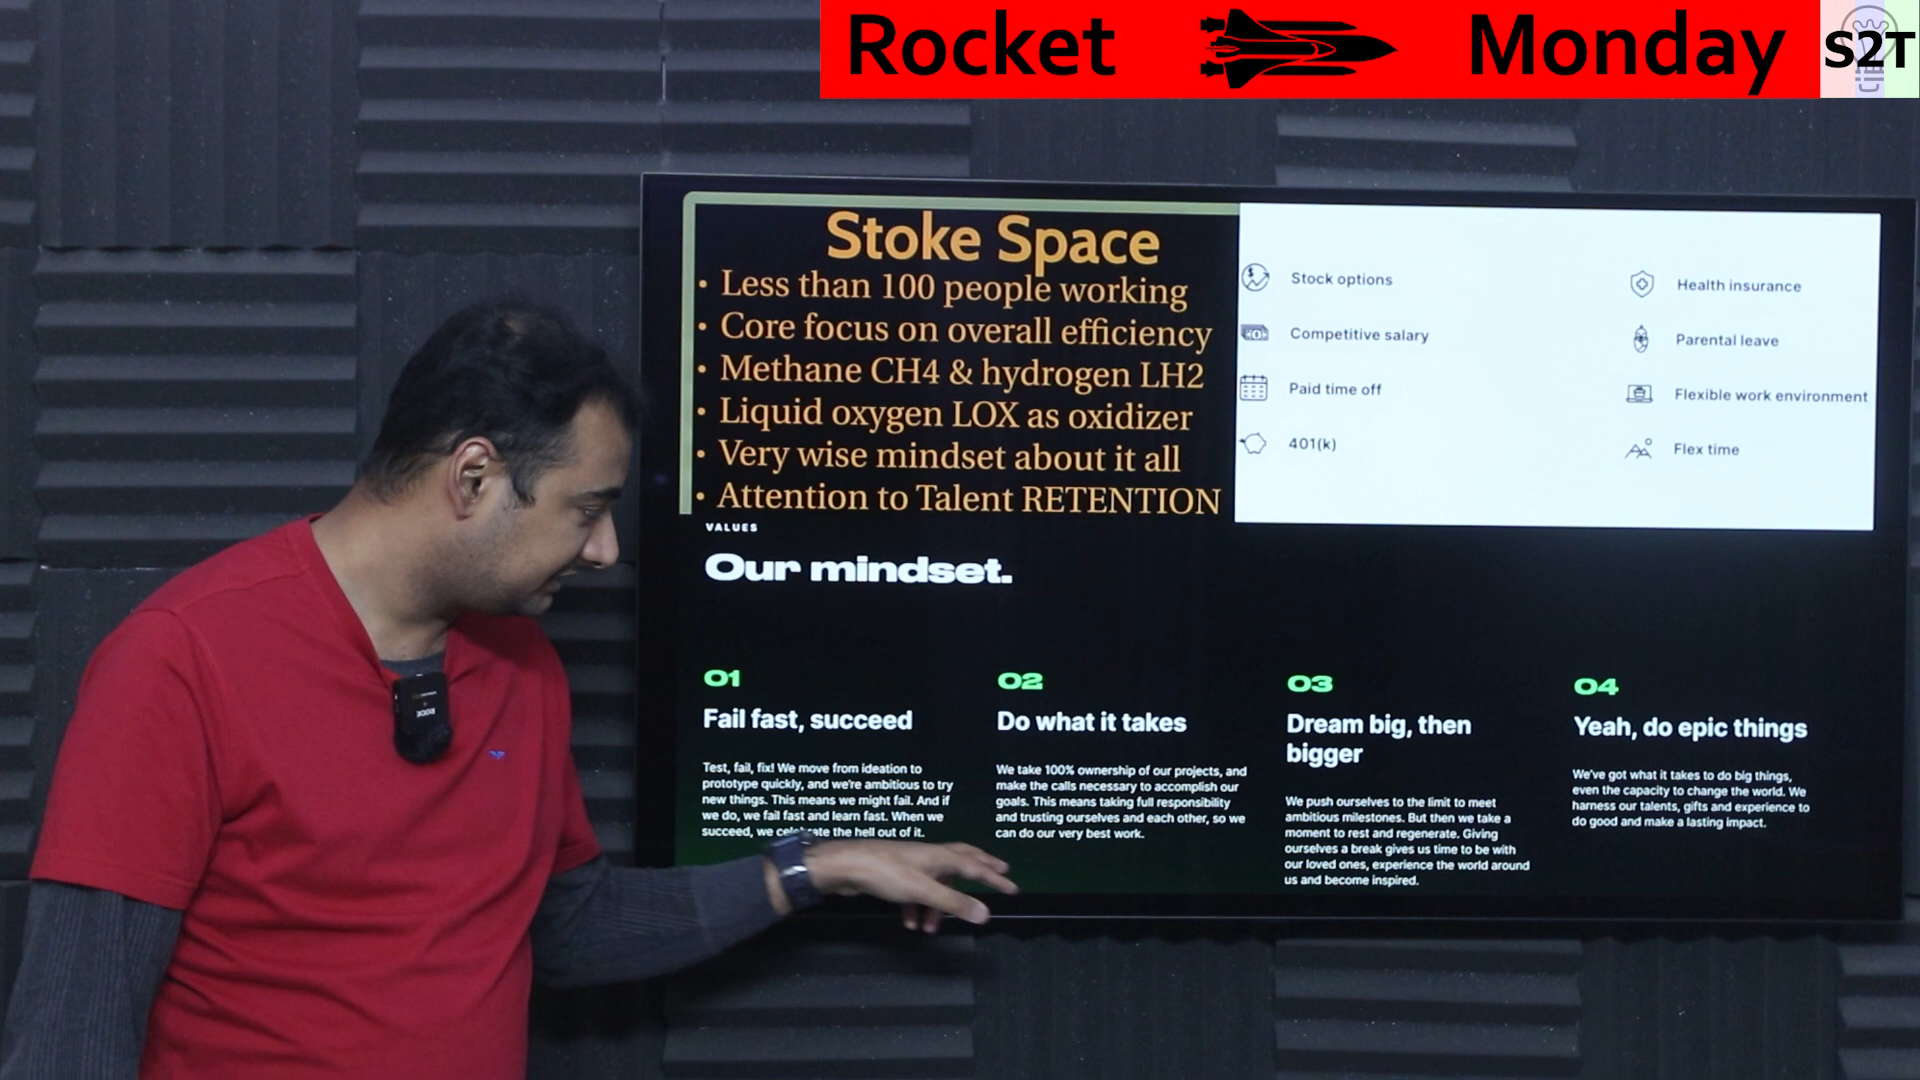 Rocket Monday
S2T
Stoke Space
• Less than 100 people working
• Core focus on overall efficiency
• Methane CH4 & hydrogen LH2
• Liquid oxygen LOX as oxidizer
• Very wise mindset about it all
• Attention to Talent RETENTION
Stock options
Competitive salary
Paid time off
401(k)
Health insurance
Parental leave
Flexible work environment
Flex time
VALUES
Our mindset.
01
Fail fast, succeed
Test, fail, fix! We move from ideation to
prototype quickly, and we're ambitious to try
new things. This means we might fail. And if
we do, we fail fast and learn fast. When we
succeed, we celebrate the hell out of it.
02
Do what it takes
We take 100% ownership of our projects, and
make the calls necessary to accomplish our
goals. This means taking full responsibility
and trusting ourselves and each other, so we
can do our very best work.
03
Dream big, then
bigger
We push ourselves to the limit to meet
ambitious milestones. But then we take a
moment to rest and regenerate. Giving
ourselves a break gives us time to be with
our loved ones, experience the world around
us and become inspired.
04
Yeah, do epic things
We've got what it takes to do big things,
even the capacity to change the world. We
harness our talents, gifts and experience to
do good and make a lasting impact.
RODE